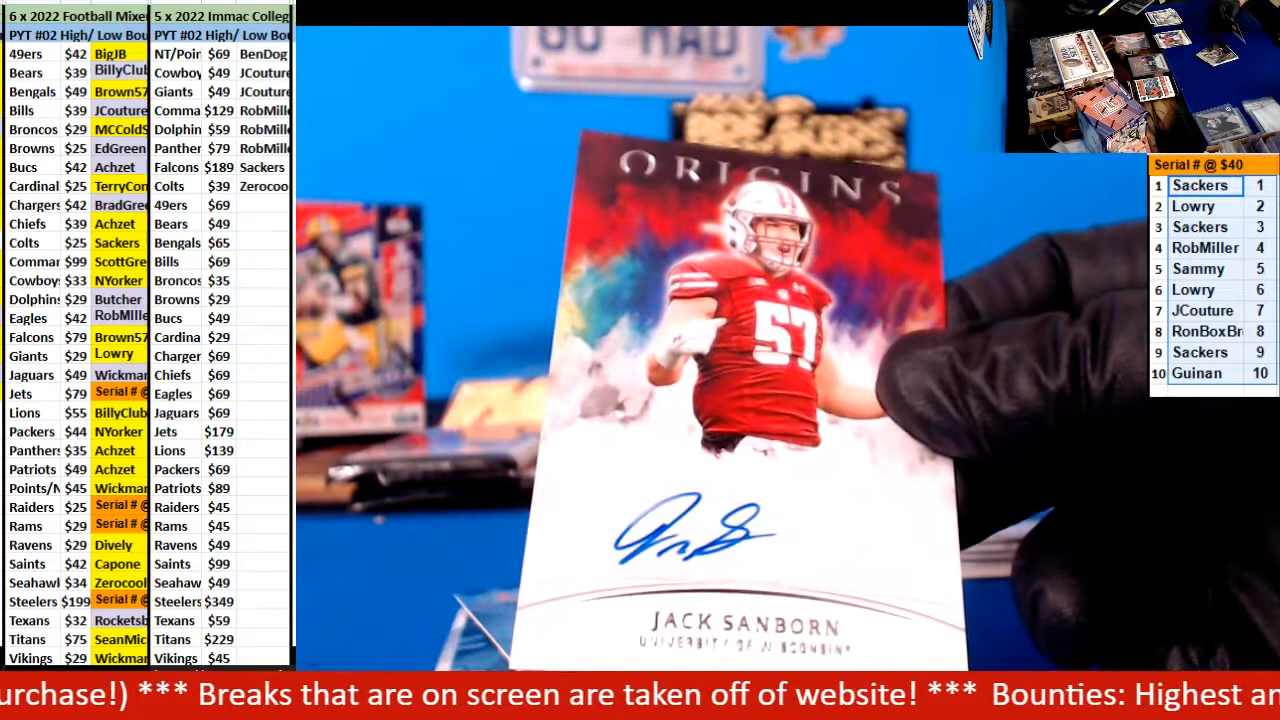 6 x 2022 Football Mixe
PYT #02 High/ Low Bou
49ers $42 BigJB
Bears $39 BillyClub
Bengals $49 Brown57
Bills $39 JCouture
Broncos $29 MCColdS
Browns $25 EdGreen
Bucs $42 Achzet
Cardinal $25 TerryCon
Chargers $42 BradGree
Chiefs $39 Achzet
Colts $25 Sackers
Comman $99 ScottGre
Cowboys $33 NYorker
Dolphins $29 Butcher
Eagles $42 RobMIlle
Falcons $79 Brown57
Giants $29 Lowry
Jaguars $49 Wickmar
Jets $79 Serial # @
Lions $55 BillyClub
Packers $44 NYorker
Panthers $35 Achzet
Patriots $49 Achzet
Points/N $45 Wickmar
Raiders $25 Serial # @
Rams $29 Serial # @
Ravens $29 Dively
Saints $42 Capone
Seahawk $34 Zerocool
Steelers $199 Serial # @
Texans $32 Rocketsb
Titans $75 SeanMic
Vikings $29 Wickmar
5 x 2022 Immac Colleg
PYT #02 High/ Low Bou
NT/Poin $69 BenDog
Cowboy $49 JCouture
Giants $49 JCouture
Comma $129 RobMille
Dolphin $59 RobMille
Panther $79 RobMille
Falcons $189 Sackers
Colts $39 Zerocoo
49ers $69
Bears $49
Bengals $65
Bills $69
Broncos $35
Browns $29
Bucs $49
Cardina $29
Charger $69
Chiefs $69
Eagles $69
Jaguars $69
Jets $179
Lions $139
Packers $69
Patriots $89
Raiders $45
Rams $45
Ravens $49
Saints $99
Seahaw $49
Steelers $349
Texans $59
Titans $229
Vikings $45
GO MAD
BREAKERS
ORIGINS
57
JACK SANBORN
UNIVERSITY OF WISCONSIN
Serial # @ $40
1 Sackers 1
2 Lowry 2
3 Sackers 3
4 RobMiller 4
5 Sammy 5
6 Lowry 6
7 JCouture 7
8 RonBoxBr 8
9 Sackers 9
10 Guinan 10
urchase!) *** Breaks that are on screen are taken off of website! *** Bounties: Highest an